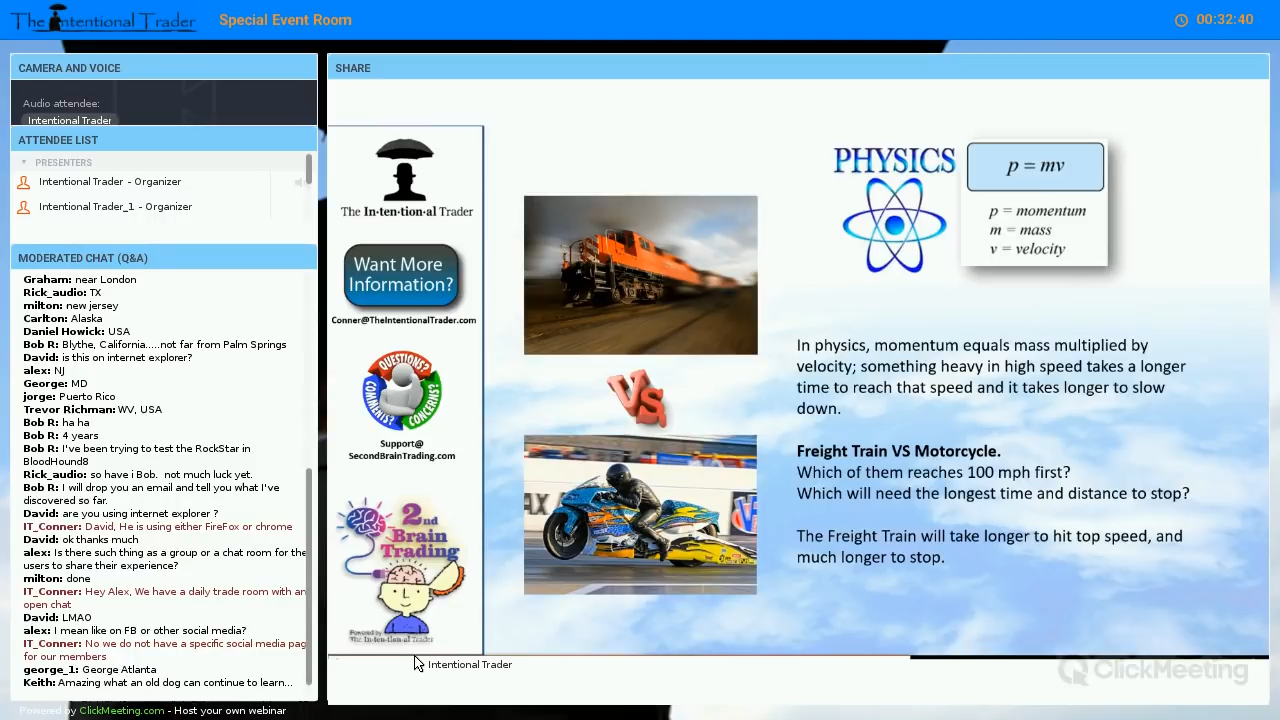 The Intentional Trader
Special Event Room
00:32:40
CAMERA AND VOICE
Audio attendee:
Intentional Trader
ATTENDEE LIST
PRESENTERS
Intentional Trader - Organizer
Intentional Trader_1 - Organizer
MODERATED CHAT (Q&A)
Graham: near London
Rick_audio: TX
milton: new jersey
Carlton: Alaska
Daniel Howick: USA
Bob R: Blythe, California.....not far from Palm Springs
David: is this on internet explorer?
alex: NJ
George: MD
jorge: Puerto Rico
Trevor Richman: WV, USA
Bob R: ha ha
Bob R: 4 years
Bob R: I've been trying to test the RockStar in
BloodHound8
Rick_audio: so have i Bob. not much luck yet.
Bob R: I will drop you an email and tell you what I've
discovered so far.
David: are you using internet explorer ?
IT_Conner: David, He is using either FireFox or chrome
David: ok thanks much
alex: Is there such thing as a group or a chat room for the
ers to share their experience?
milton: done
IT_Conner: Hey Alex, We have a daily trade room with an
open chat
David: LMAO
alex: I mean like on FB or other social media?
IT_Conner: No we do not have a specific social media pag
for our members
george_1: George Atlanta
Keith: Amazing what an old dog can continue to learn...
Powered by ClickMeeting.com - Host your own webinar
SHARE
The In·ten·tion·al Trader
Want More
Information?
Conner@TheIntentionalTrader.com
QUESTIONS?
COMMENTS?
CONCERNS?
Support@
SecondBrainTrading.com
2nd
Brain
Trading
Powered by
The In·ten·tion·al Trader
Vs
PHYSICS
p = mv
p = momentum
m = mass
v = velocity
In physics, momentum equals mass multiplied by
velocity; something heavy in high speed takes a longer
time to reach that speed and it takes longer to slow
down.
Freight Train VS Motorcycle.
Which of them reaches 100 mph first?
Which will need the longest time and distance to stop?
The Freight Train will take longer to hit top speed, and
much longer to stop.
Intentional Trader
ClickMeeting